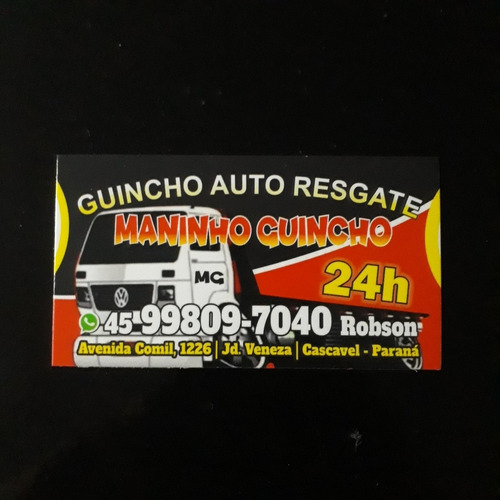 GUINCHO AUTO RESGATE
MANINHO GUINCHO
MG
24h
45 99809-7040 Robson
Avenida Comil, 1226 | Jd. Veneza | Cascavel - Paraná